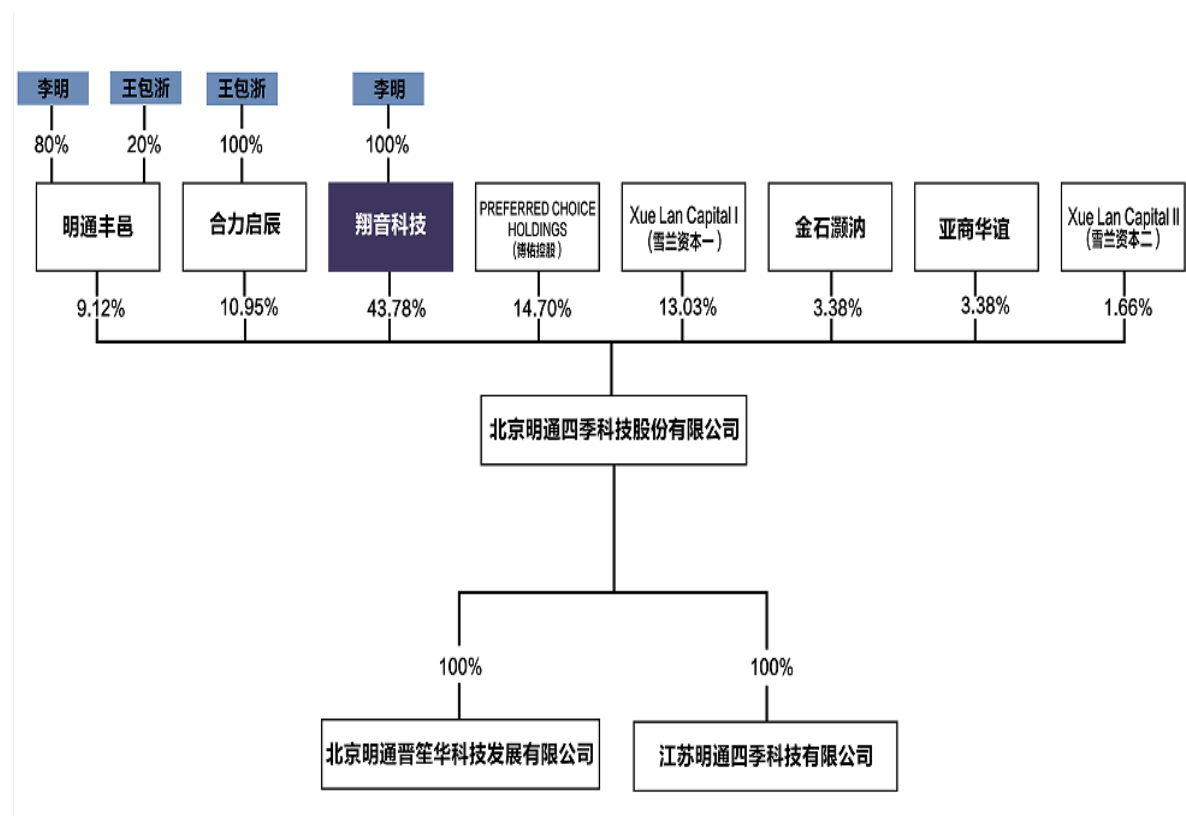 李明
王包浙
王包浙
李明
80%
20%
100%
100%
明通丰邑
合力启辰
翔音科技
PREFERRED CHOICE
HOLDINGS
(博佑控股)
Xue Lan Capital I
(雪兰资本一)
金石灏汭
亚商华谊
Xue Lan Capital II
(雪兰资本二)
9.12%
10.95%
43.78%
14.70%
13.03%
3.38%
3.38%
1.66%
北京明通四季科技股份有限公司
100%
100%
北京明通晋笙华科技发展有限公司
江苏明通四季科技有限公司